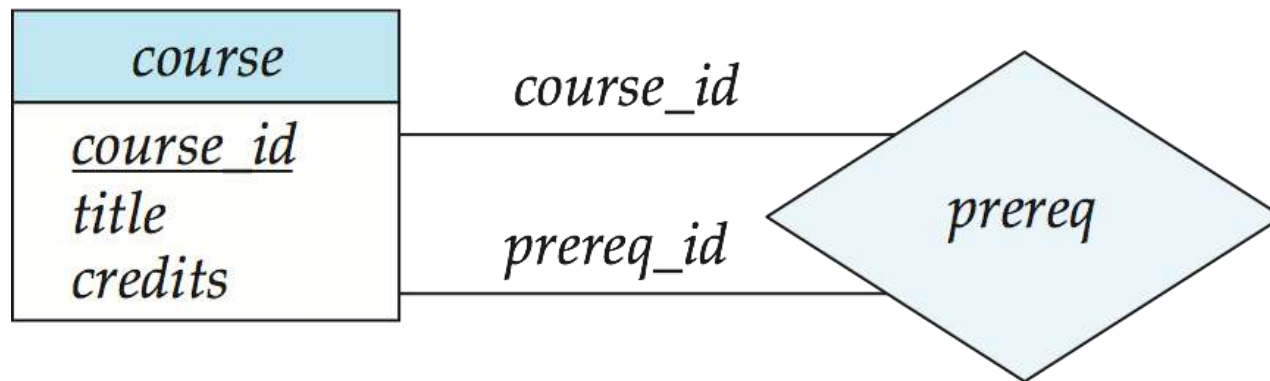 course
course_id
title
credits
course_id
prereq_id
prereq